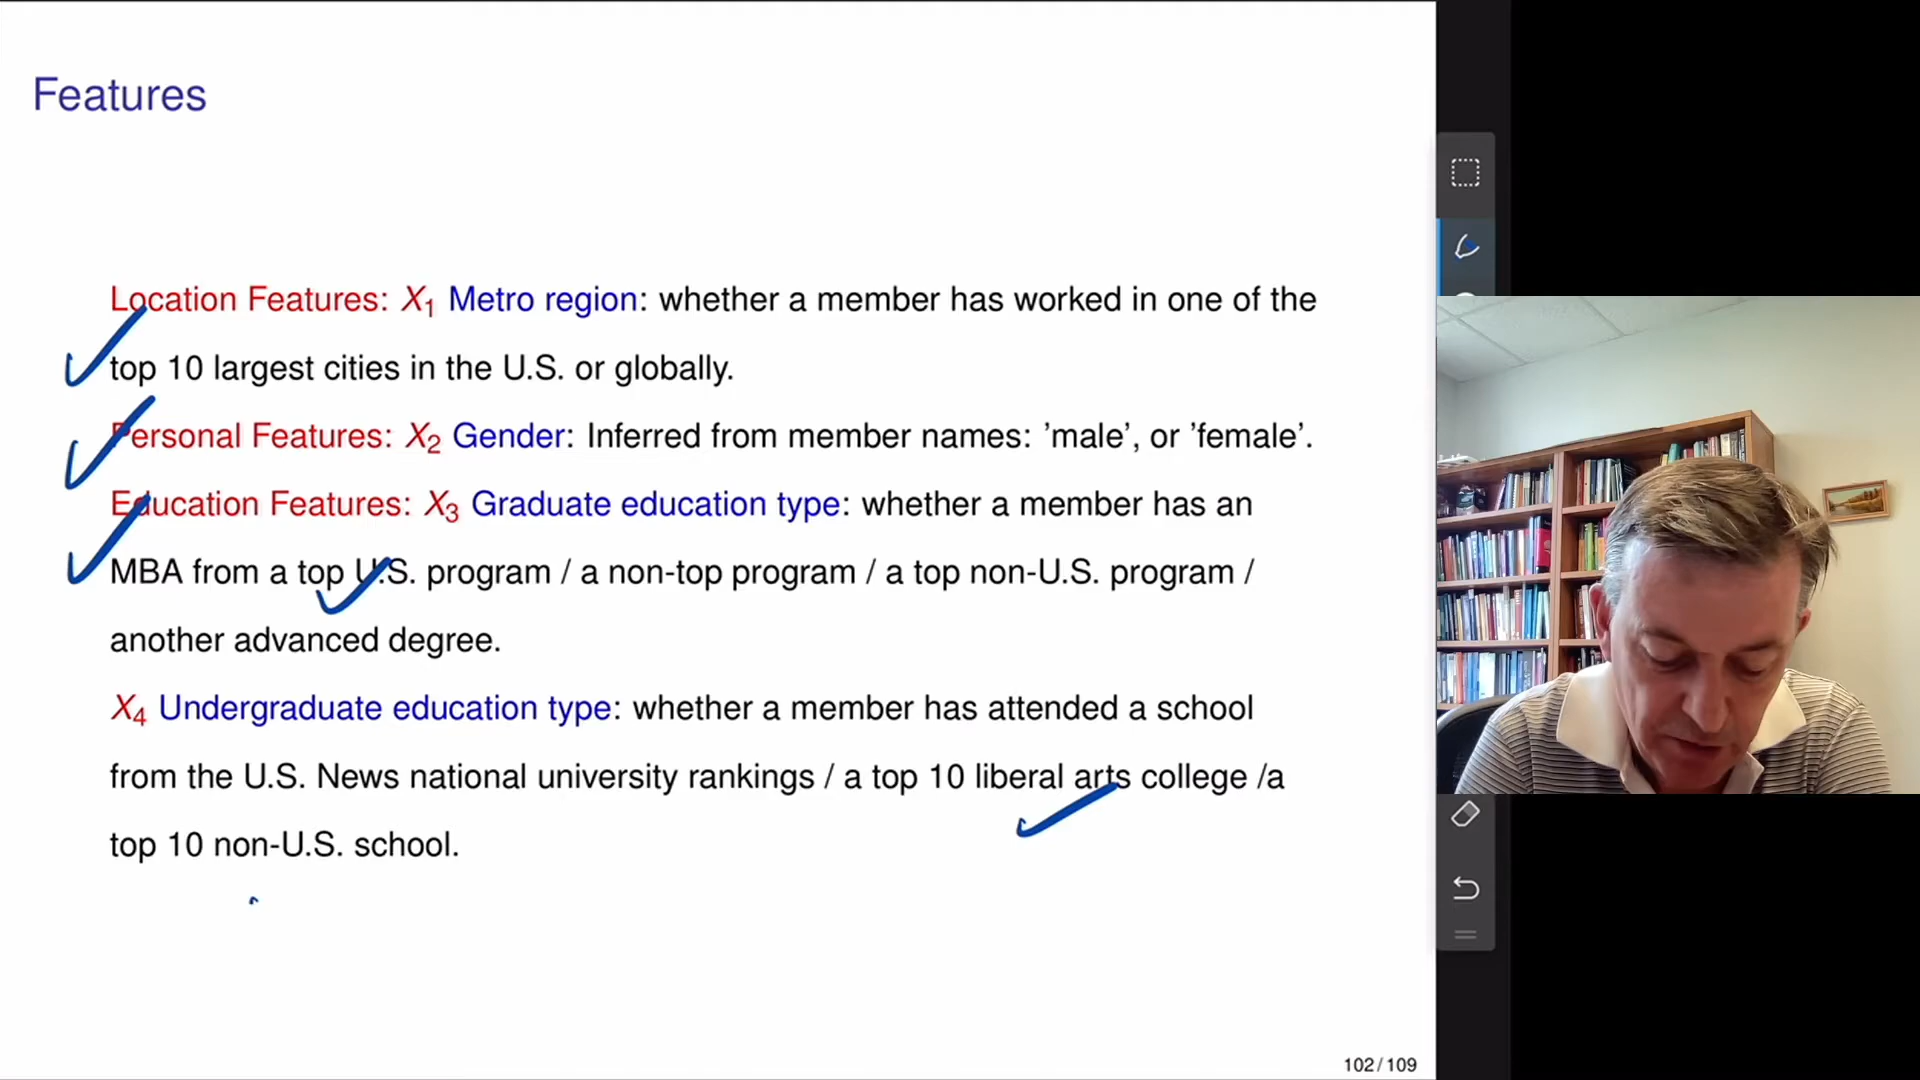 Features
Location Features: X1 Metro region: whether a member has worked in one of the
top 10 largest cities in the U.S. or globally.
Personal Features: X2 Gender: Inferred from member names: 'male', or 'female'.
Education Features: X3 Graduate education type: whether a member has an
MBA from a top U.S. program / a non-top program / a top non-U.S. program /
another advanced degree.
X4 Undergraduate education type: whether a member has attended a school
from the U.S. News national university rankings / a top 10 liberal arts college /a
top 10 non-U.S. school.
102/109